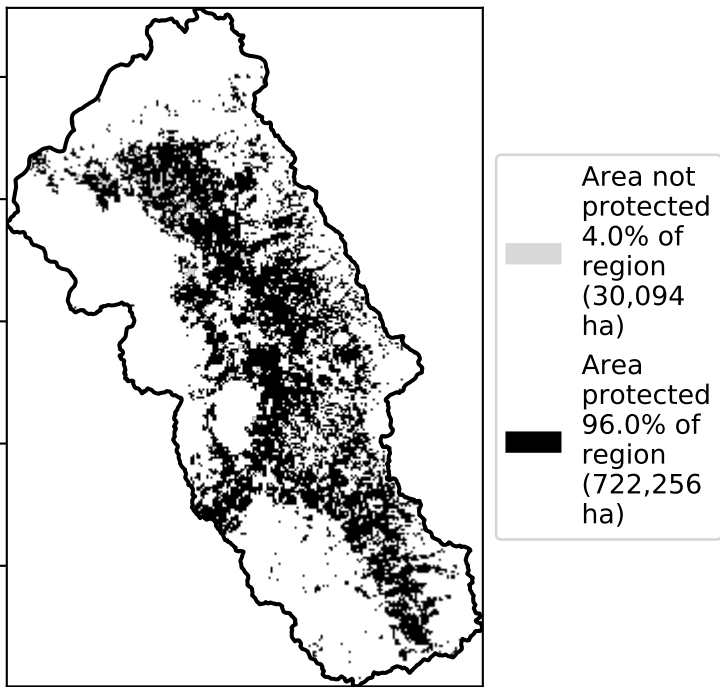 Area not
protected
4.0% of
region
(30,094
ha)
Area
protected
96.0% of
region
(722,256
ha)